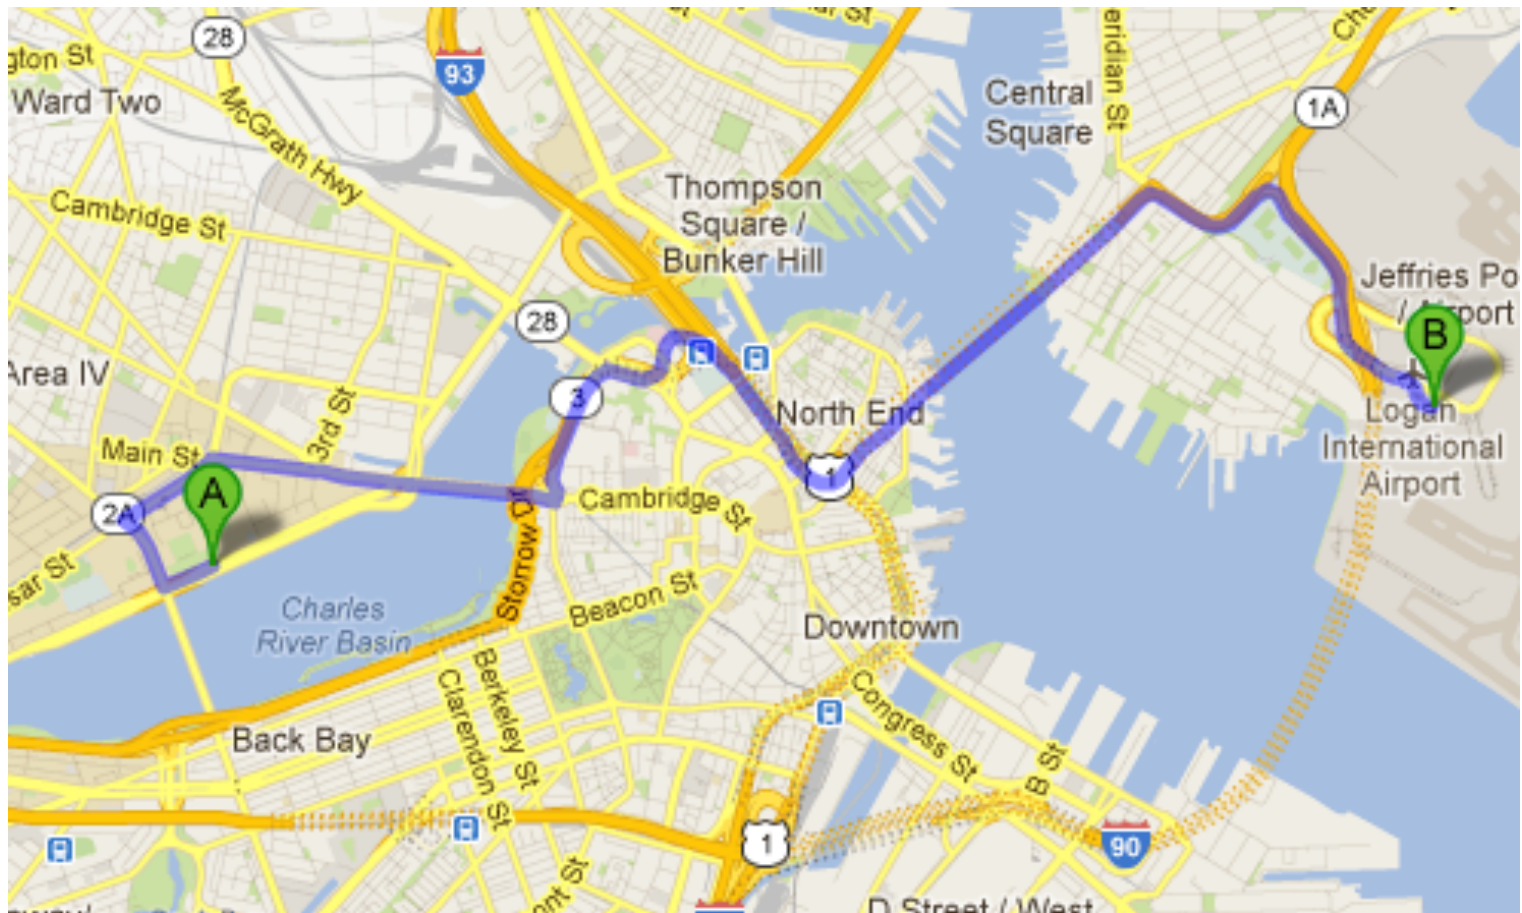 28
93
gton St
Ward Two
McGrath Hwy
Cambridge St
Central
Square
eridian St
1A
Thompson
Square /
Bunker Hill
Jeffries Po
/ Airport
B
28
Area IV
3
3rd St
North End
Main St
1
Logan
International
Airport
A
2A
Cambridge St
Storrow Dr
Charles
River Basin
Beacon St
Downtown
Berkeley St
Clarendon St
Back Bay
Congress St
B St
1
90
D Street / West